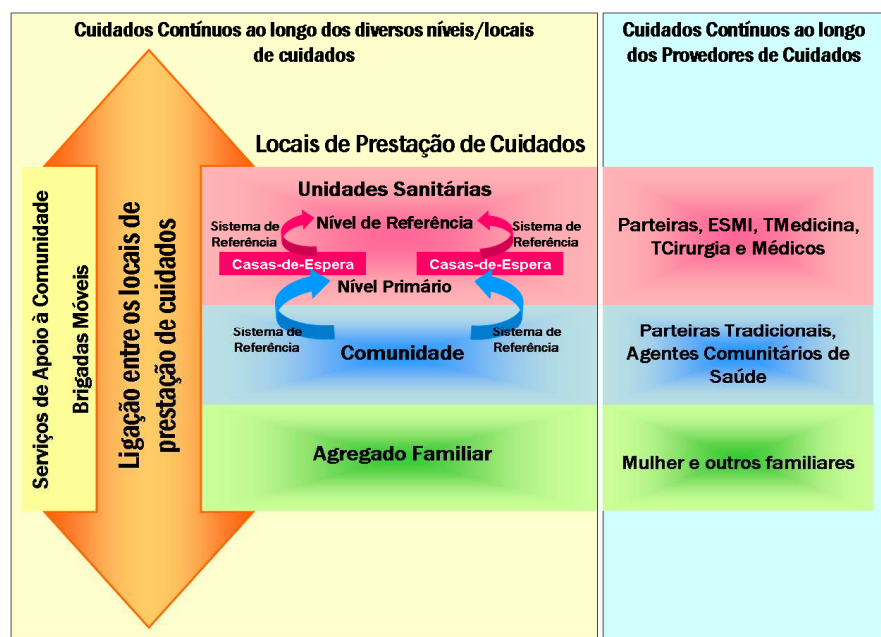 Cuidados Contínuos ao longo dos diversos níveis/locais
de cuidados
Cuidados Contínuos ao longo
dos Provedores de Cuidados
Serviços de Apoio à Comunidade
Brigadas Móveis
Ligação entre os locais de
prestação de cuidados
Locais de Prestação de Cuidados
Unidades Sanitárias
Sistema de
Referência
Nível de Referência
Sistema de
Referência
Casas-de-Espera
Casas-de-Espera
Nível Primário
Sistema de
Referência
Comunidade
Sistema de
Referência
Agregado Familiar
Parteiras, ESMI, TMedicina,
TCirurgia e Médicos
Parteiras Tradicionais,
Agentes Comunitários de
Saúde
Mulher e outros familiares